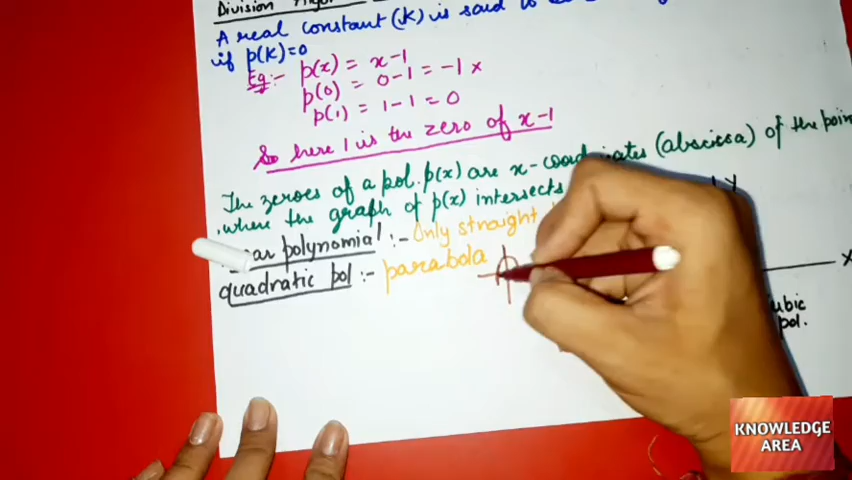 Division
A real constant (K) is said to
if p(K)=0
Eg:- p(x) = x-1
p(0) = 0-1 = -1 ×
p(1) = 1-1 = 0
So here 1 is the zero of x-1
The zeroes of a pol. p(x) are x-coordinates (abscissa) of the poin
where the graph of p(x) intersects
polynomial :- Only straight
quadratic pol :- parabola
Y
X
ubic
pol.
KNOWLEDGE
AREA